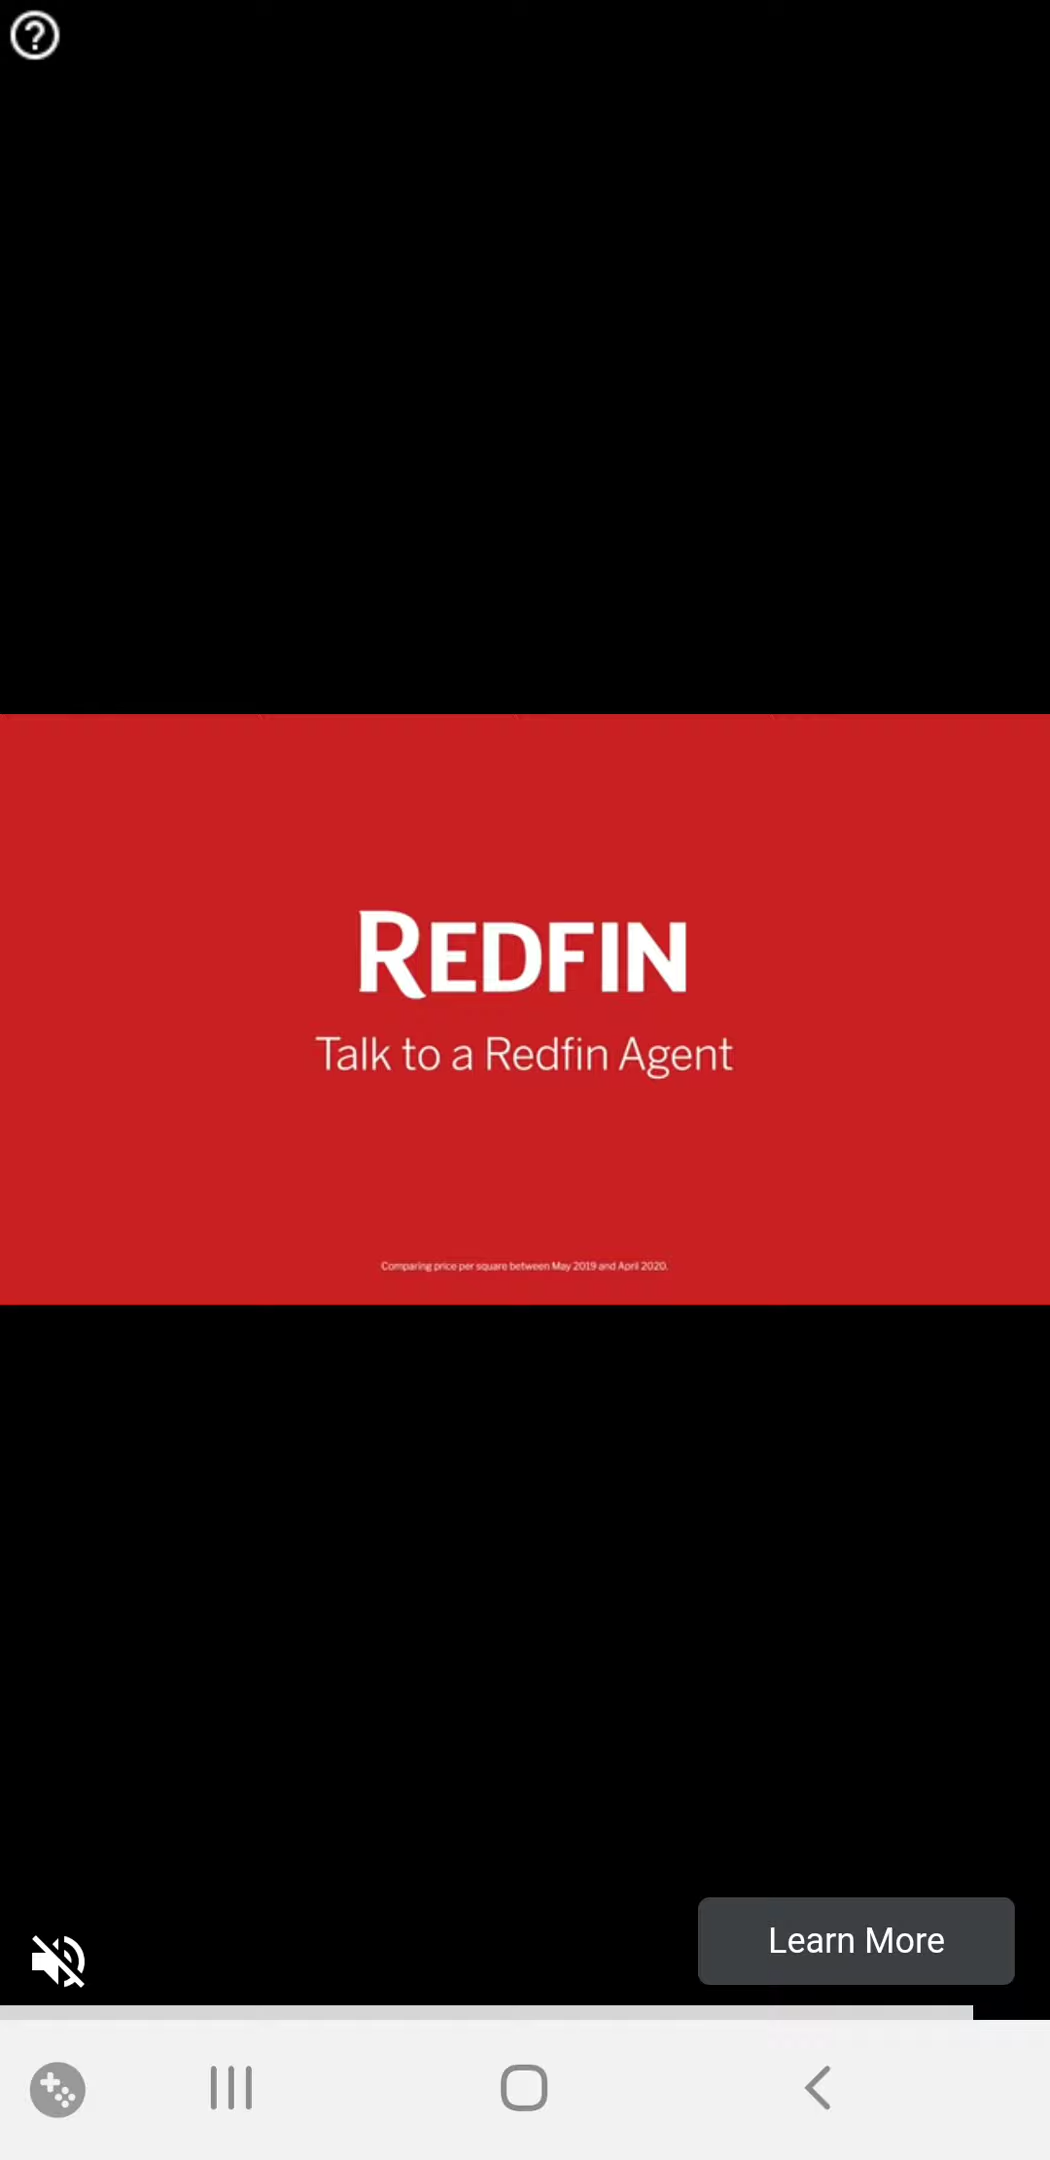 REDFIN
Talk to a Redfin Agent
Comparing price per square between May 2019 and April 2020.
Learn More